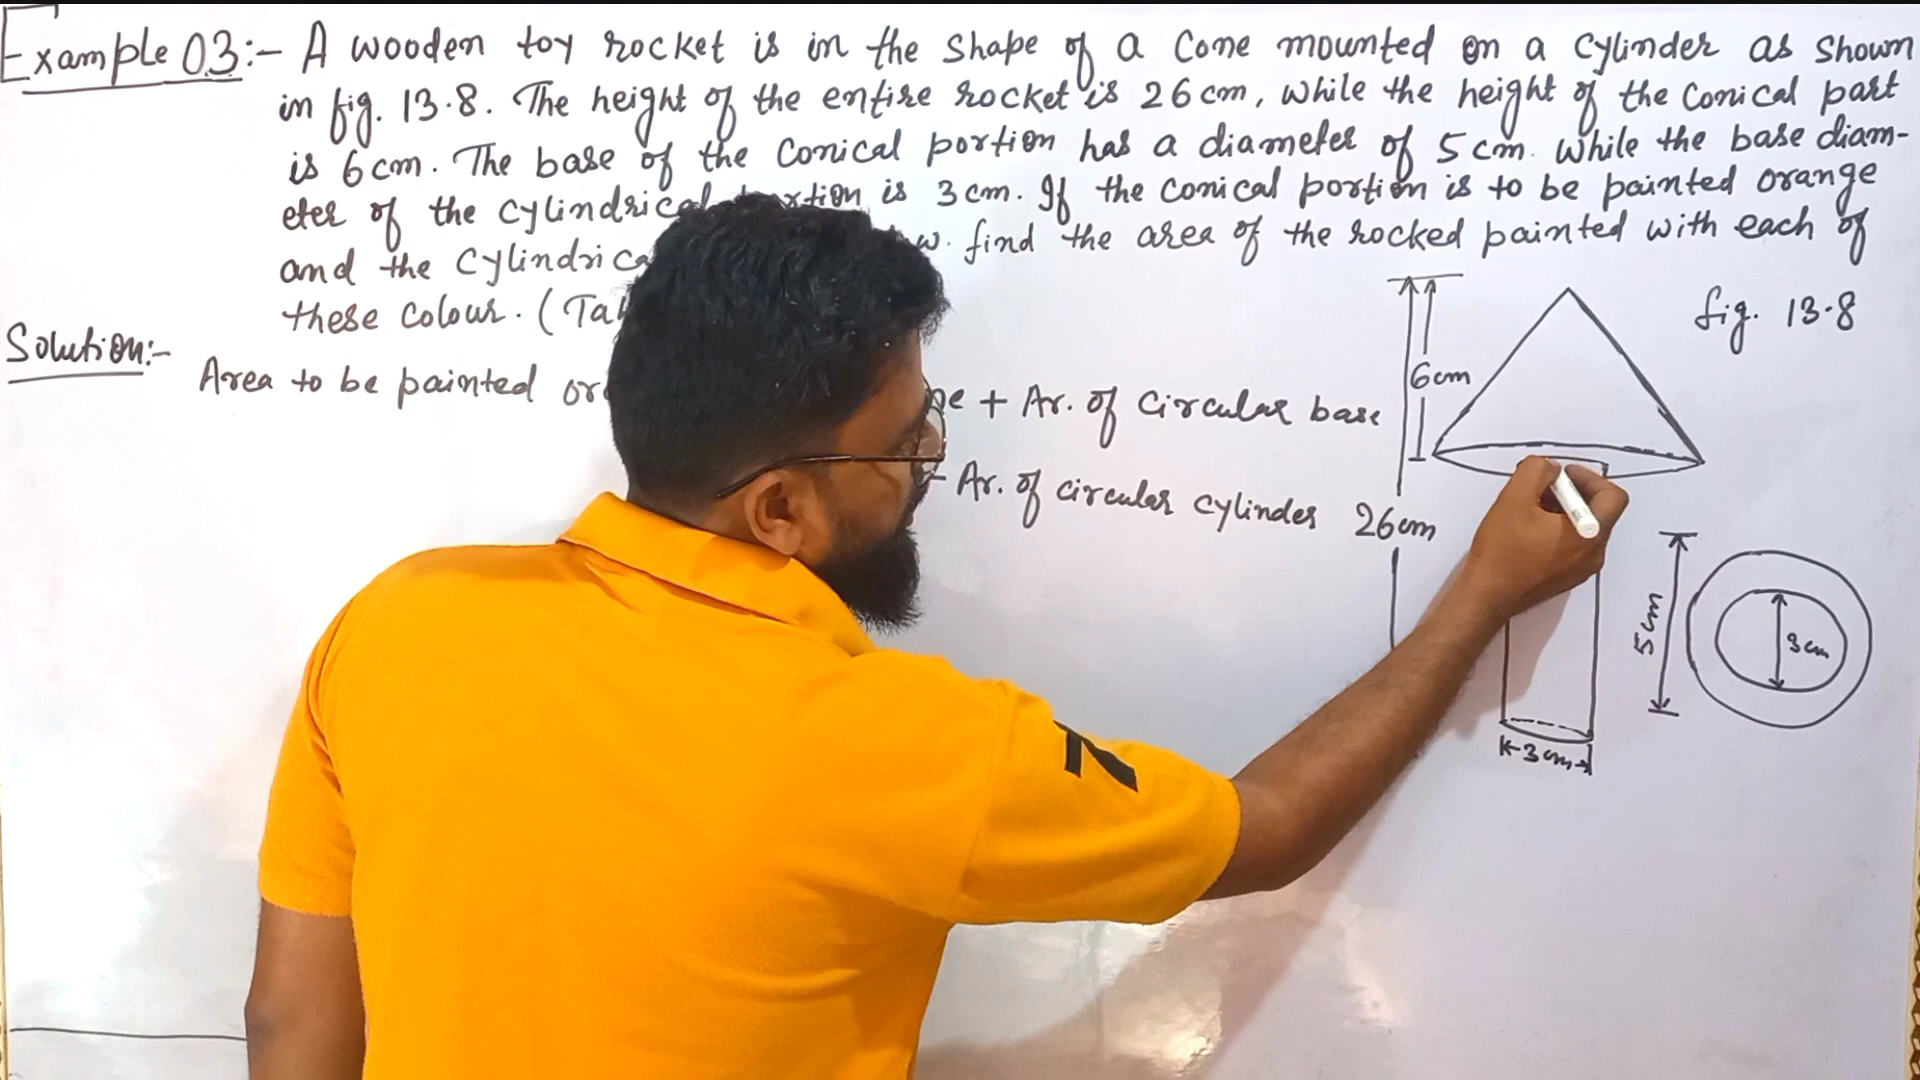 Example 03:- A wooden toy rocket is in the shape of a cone mounted on a cylinder as shown
in fig. 13.8. The height of the entire rocket is 26cm, while the height of the conical part
is 6cm. The base of the conical portion has a diameter of 5cm. while the base diam-
eter of the cylindrical portion is 3cm. If the conical portion is to be painted orange
and the cylindrica w. find the area of the rocked painted with each of
these colour. (Ta
fig. 13.8
Solution:-
6cm
Area to be painted or + Ar. of circular base
- Ar. of circular cylinder
26cm
5cm
3cm
3cm
7